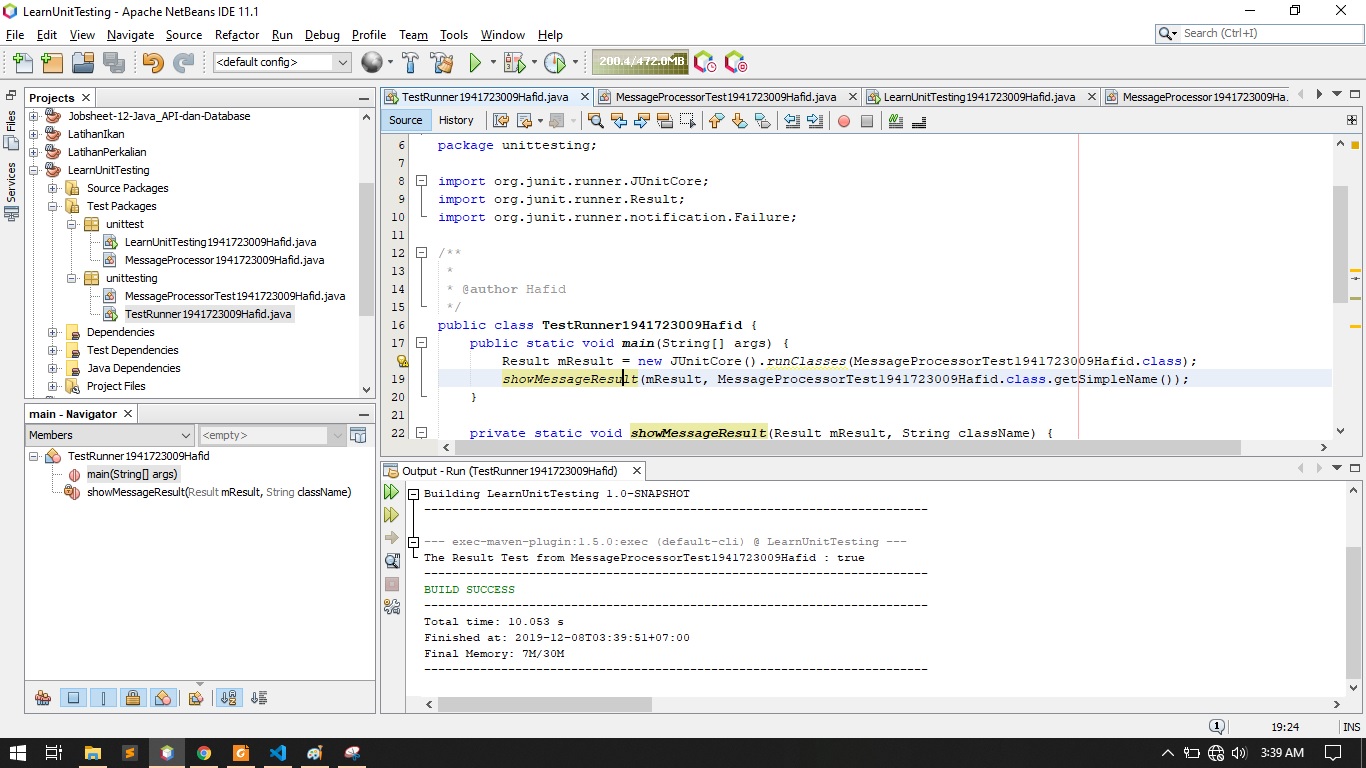 LearnUnitTesting - Apache NetBeans IDE 11.1
File Edit View Navigate Source Refactor Run Debug Profile Team Tools Window Help
Search (Ctrl+I)
<default config>
200.4/472.0MB
Files
Services
Projects
Jobsheet-12-Java_API-dan-Database
LatihanIkan
LatihanPerkalian
LearnUnitTesting
Source Packages
Test Packages
unittest
LearnUnitTesting1941723009Hafid.java
MessageProcessor1941723009Hafid.java
unittesting
MessageProcessorTest1941723009Hafid.java
TestRunner1941723009Hafid.java
Dependencies
Test Dependencies
Java Dependencies
Project Files
main - Navigator
Members
<empty>
TestRunner1941723009Hafid
main(String[] args)
showMessageResult(Result mResult, String className)
TestRunner1941723009Hafid.java MessageProcessorTest1941723009Hafid.java LearnUnitTesting1941723009Hafid.java MessageProcessor1941723009Ha.
Source History
6 package unittesting;
7
8 import org.junit.runner.JUnitCore;
9 import org.junit.runner.Result;
10 import org.junit.runner.notification.Failure;
11
12 /**
13 *
14 * @author Hafid
15 */
16 public class TestRunner1941723009Hafid {
17 public static void main(String[] args) {
Result mResult = new JUnitCore().runClasses(MessageProcessorTest1941723009Hafid.class);
19 showMessageResult(mResult, MessageProcessorTest1941723009Hafid.class.getSimpleName());
20 }
21
22 private static void showMessageResult(Result mResult, String className) {
Output - Run (TestRunner1941723009Hafid)
Building LearnUnitTesting 1.0-SNAPSHOT
------------------------------------------------------------------------
--- exec-maven-plugin:1.5.0:exec (default-cli) @ LearnUnitTesting ---
The Result Test from MessageProcessorTest1941723009Hafid : true
------------------------------------------------------------------------
BUILD SUCCESS
------------------------------------------------------------------------
Total time: 10.053 s
Finished at: 2019-12-08T03:39:51+07:00
Final Memory: 7M/30M
------------------------------------------------------------------------
1 19:24 INS
3:39 AM